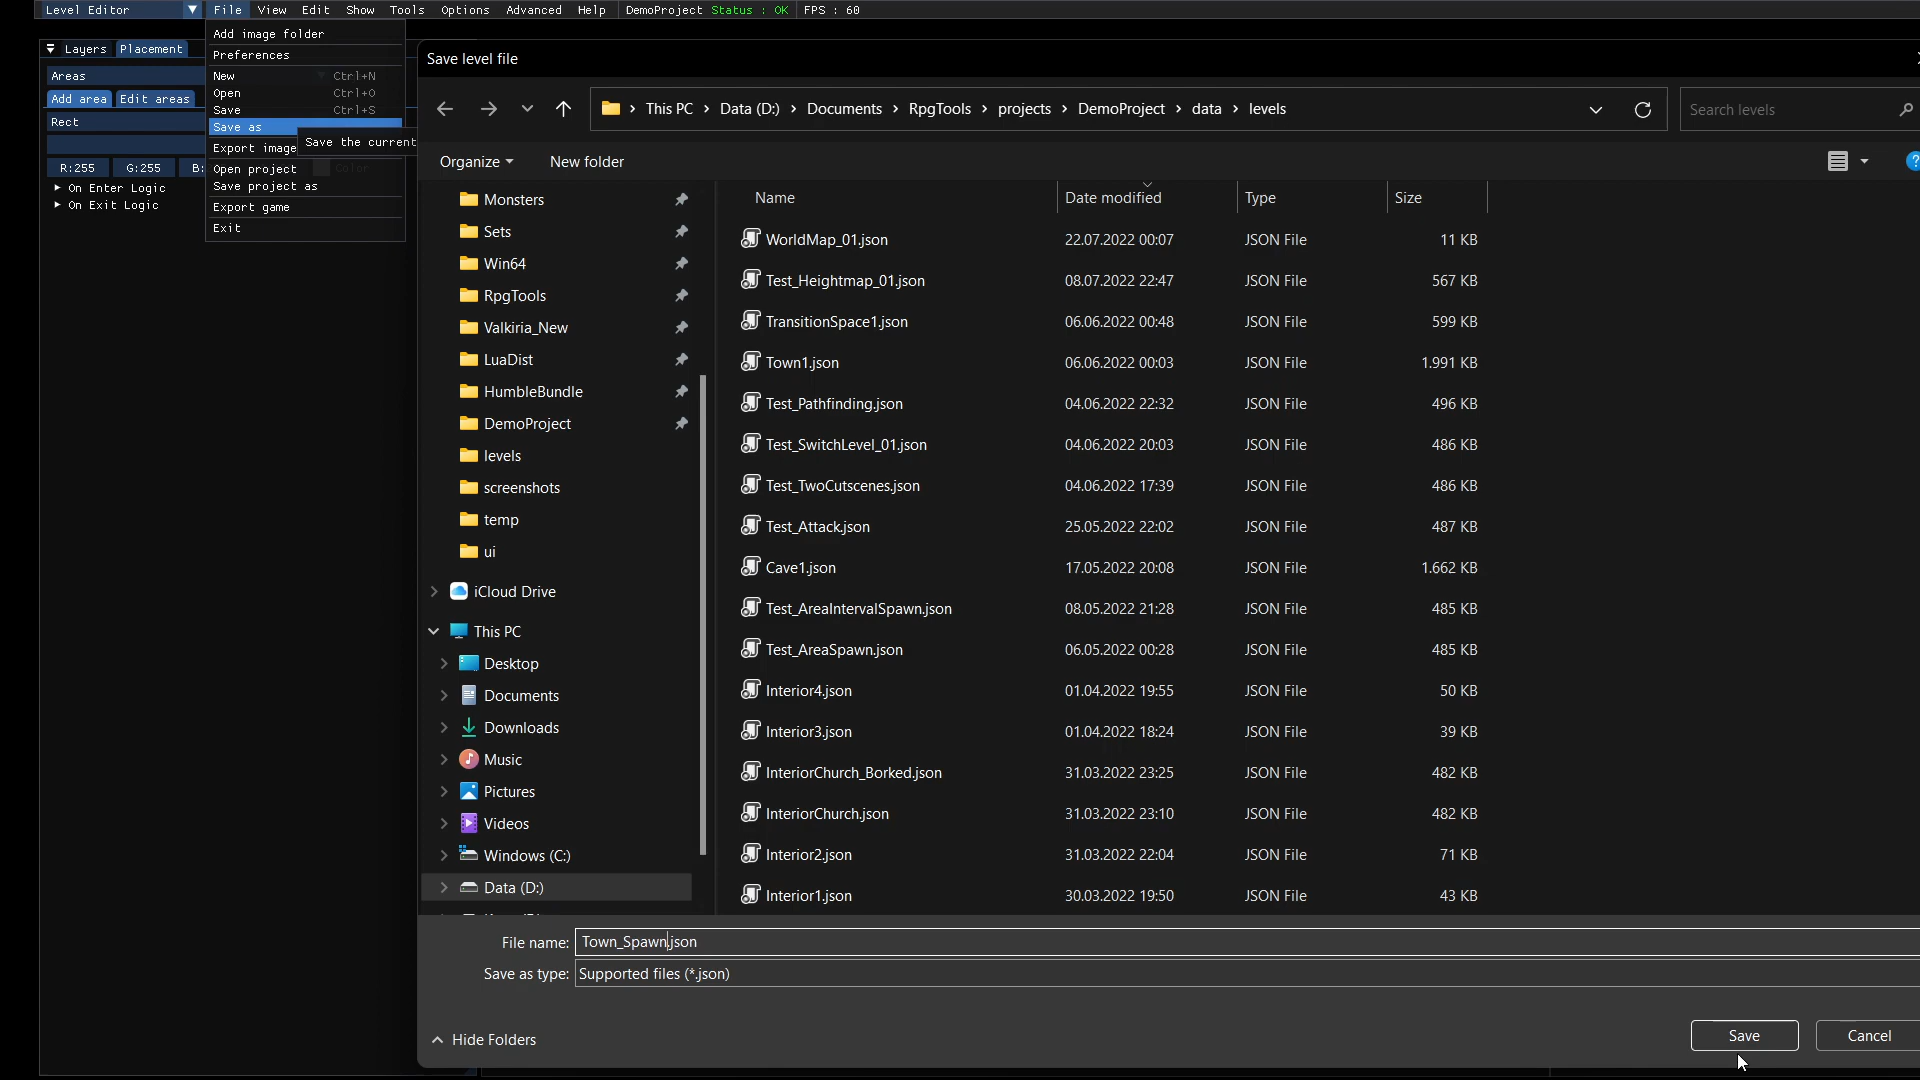 Level Editor File View Edit Show Tools Options Advanced Help DemoProject Status : OK FPS : 60
Add image folder
Preferences
New Ctrl+N
Open Ctrl+O
Save Ctrl+S
Save as
Save the current
Export image
Open project
Save project as
Export game
Exit
Layers Placement
Areas
Add area Edit areas
Rect
R:255 G:255 B: Color
On Enter Logic
On Exit Logic
Save level file
This PC Data (D:) Documents RpgTools projects DemoProject data levels
Search levels
Organize New folder
Monsters
Sets
Win64
RpgTools
Valkiria_New
LuaDist
HumbleBundle
DemoProject
levels
screenshots
temp
ui
iCloud Drive
This PC
Desktop
Documents
Downloads
Music
Pictures
Videos
Windows (C:)
Data (D:)
Name Date modified Type Size
WorldMap_01.json 22.07.2022 00:07 JSON File 11 KB
Test_Heightmap_01.json 08.07.2022 22:47 JSON File 567 KB
TransitionSpace1.json 06.06.2022 00:48 JSON File 599 KB
Town1.json 06.06.2022 00:03 JSON File 1.991 KB
Test_Pathfinding.json 04.06.2022 22:32 JSON File 496 KB
Test_SwitchLevel_01.json 04.06.2022 20:03 JSON File 486 KB
Test_TwoCutscenes.json 04.06.2022 17:39 JSON File 486 KB
Test_Attack.json 25.05.2022 22:02 JSON File 487 KB
Cave1.json 17.05.2022 20:08 JSON File 1.662 KB
Test_AreaIntervalSpawn.json 08.05.2022 21:28 JSON File 485 KB
Test_AreaSpawn.json 06.05.2022 00:28 JSON File 485 KB
Interior4.json 01.04.2022 19:55 JSON File 50 KB
Interior3.json 01.04.2022 18:24 JSON File 39 KB
InteriorChurch_Borked.json 31.03.2022 23:25 JSON File 482 KB
InteriorChurch.json 31.03.2022 23:10 JSON File 482 KB
Interior2.json 31.03.2022 22:04 JSON File 71 KB
Interior1.json 30.03.2022 19:50 JSON File 43 KB
File name: Town_Spawn.json
Save as type: Supported files (*.json)
Hide Folders
Save Cancel